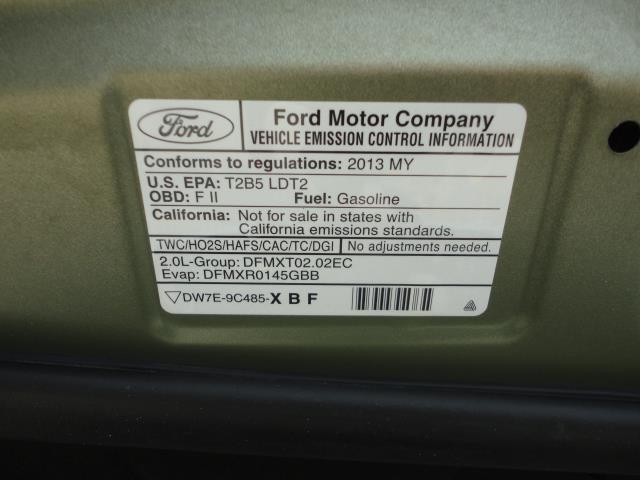 Ford
Ford Motor Company
VEHICLE EMISSION CONTROL INFORMATION
Conforms to regulations: 2013 MY
U.S. EPA: T2B5 LDT2
OBD: F II Fuel: Gasoline
California: Not for sale in states with
California emissions standards.
TWC/HO2S/HAFS/CAC/TC/DGI No adjustments needed.
2.0L-Group: DFMXT02.02EC
Evap: DFMXR0145GBB
DW7E-9C485-X B F